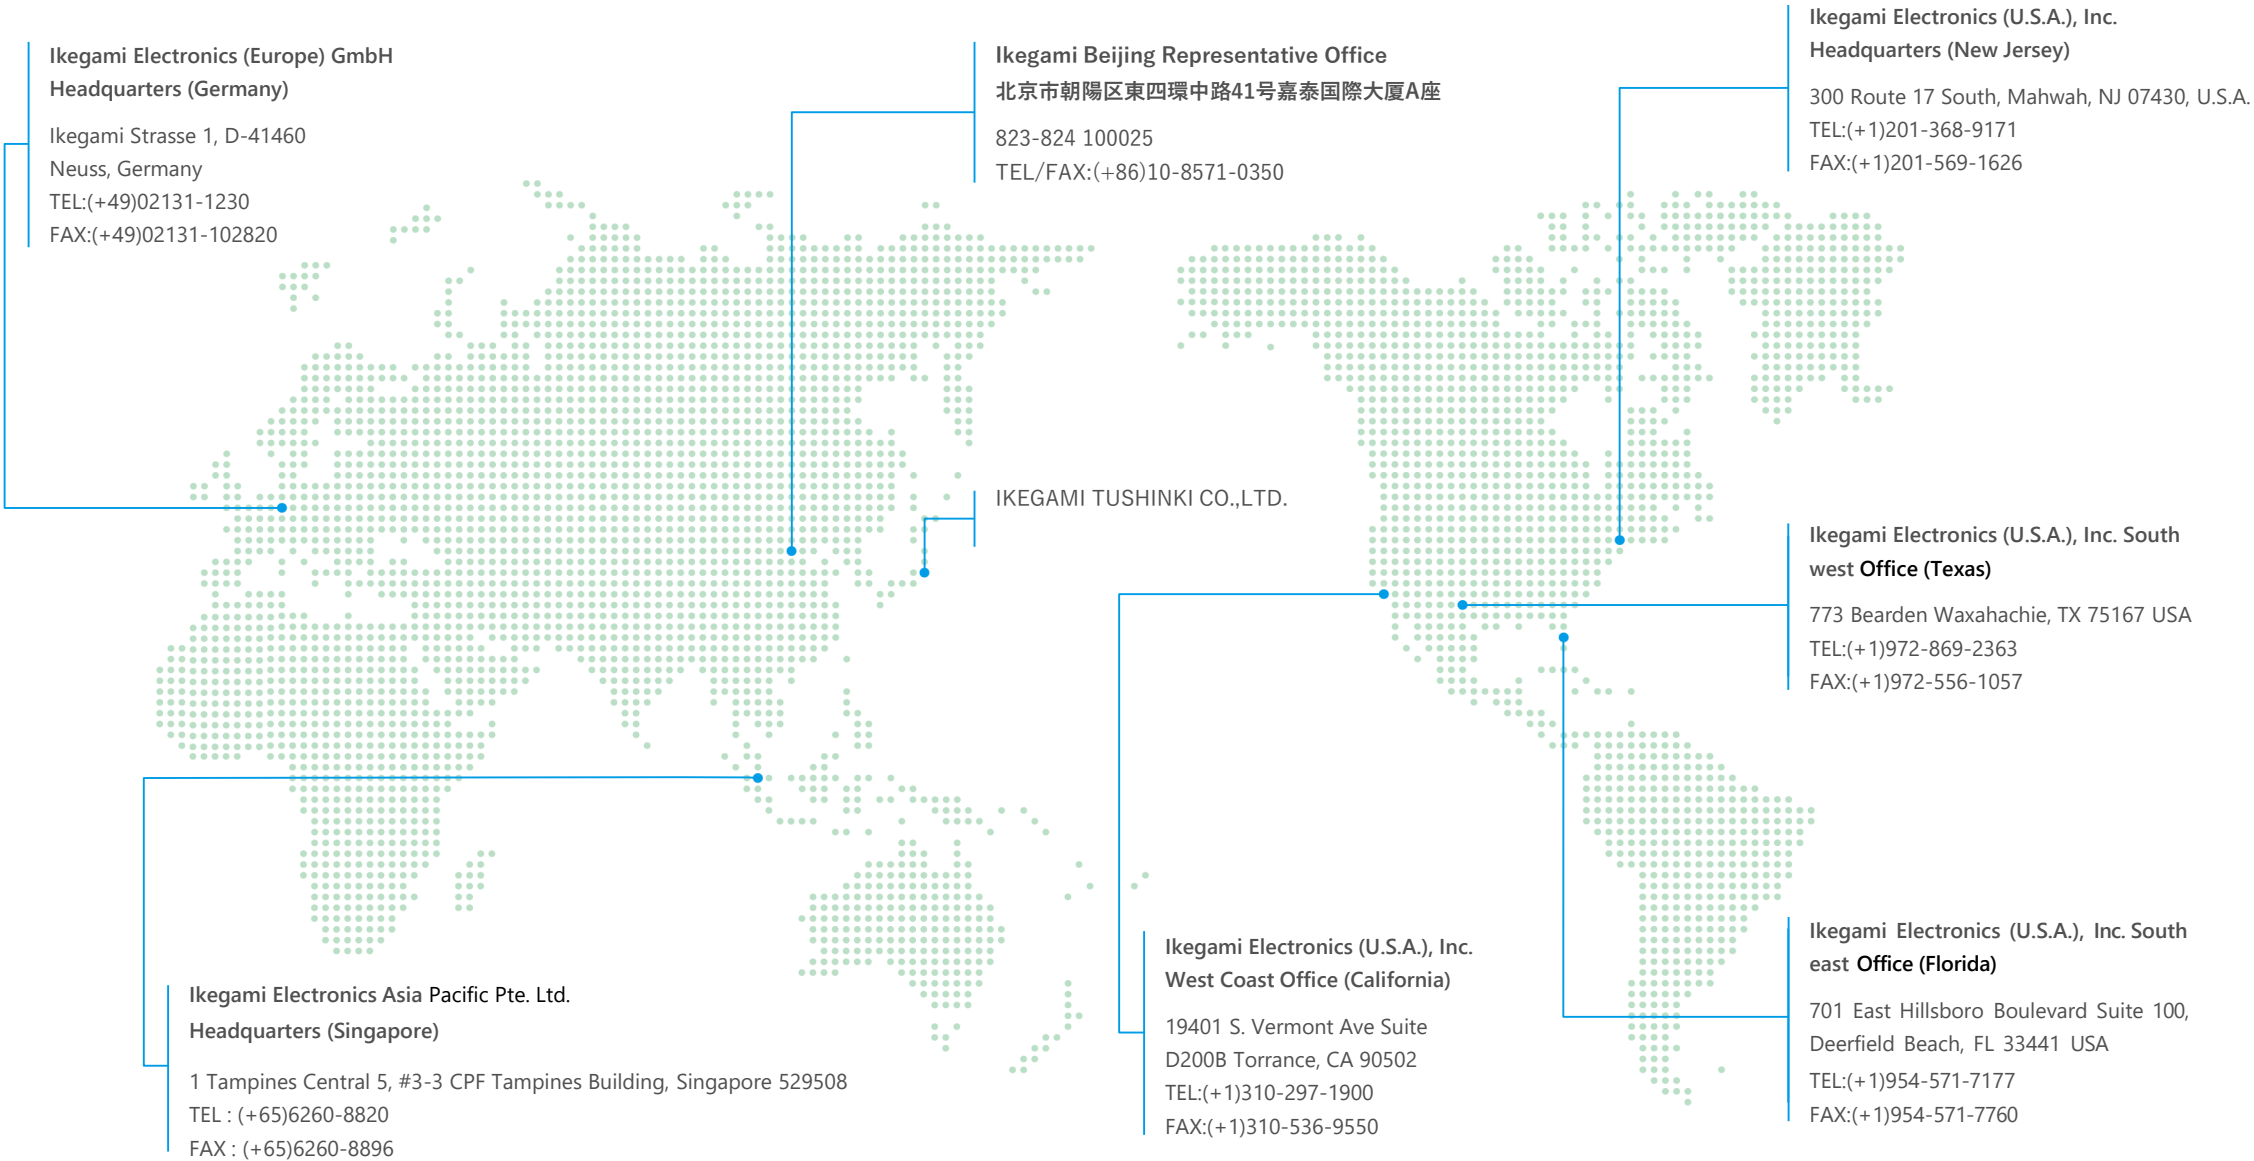 Ikegami Electronics (Europe) GmbH
Headquarters (Germany)
Ikegami Strasse 1, D-41460
Neuss, Germany
TEL:(+49)02131-1230
FAX:(+49)02131-102820
Ikegami Beijing Representative Office
北京市朝陽区東四環中路41号嘉泰国際大厦A座
823-824 100025
TEL/FAX:(+86)10-8571-0350
Ikegami Electronics (U.S.A.), Inc.
Headquarters (New Jersey)
300 Route 17 South, Mahwah, NJ 07430, U.S.A.
TEL:(+1)201-368-9171
FAX:(+1)201-569-1626
IKEGAMI TUSHINKI CO.,LTD.
Ikegami Electronics (U.S.A.), Inc. South
west Office (Texas)
773 Bearden Waxahachie, TX 75167 USA
TEL:(+1)972-869-2363
FAX:(+1)972-556-1057
Ikegami Electronics Asia Pacific Pte. Ltd.
Headquarters (Singapore)
1 Tampines Central 5, #3-3 CPF Tampines Building, Singapore 529508
TEL : (+65)6260-8820
FAX : (+65)6260-8896
Ikegami Electronics (U.S.A.), Inc.
West Coast Office (California)
19401 S. Vermont Ave Suite
D200B Torrance, CA 90502
TEL:(+1)310-297-1900
FAX:(+1)310-536-9550
Ikegami Electronics (U.S.A.), Inc. South
east Office (Florida)
701 East Hillsboro Boulevard Suite 100,
Deerfield Beach, FL 33441 USA
TEL:(+1)954-571-7177
FAX:(+1)954-571-7760